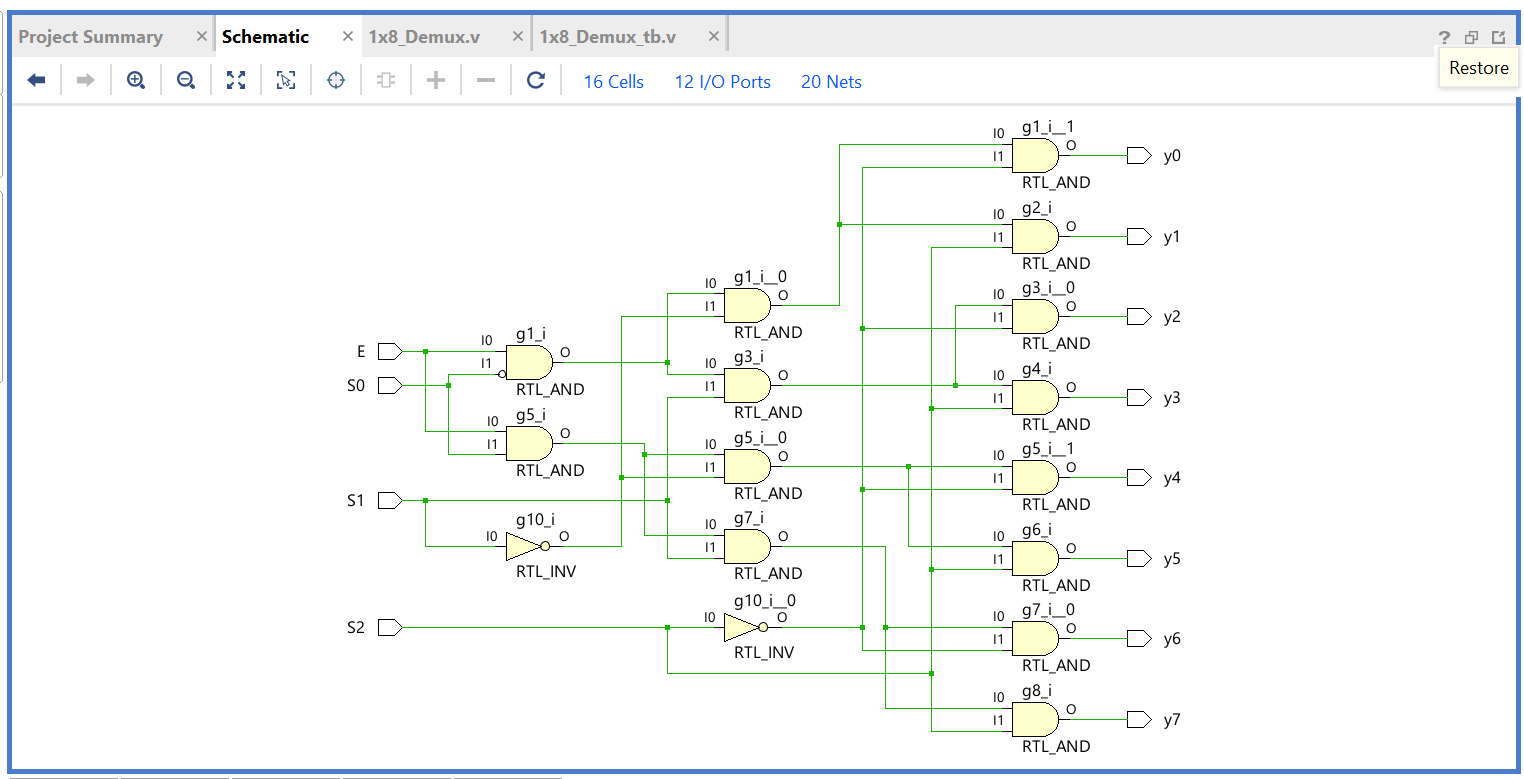 Project Summary × Schematic × 1x8_Demux.v × 1x8_Demux_tb.v × ?
Restore
16 Cells 12 I/O Ports 20 Nets
g1_i__1
I0 O
I1 y0
RTL_AND
g2_i
I0 O
I1 y1
RTL_AND
g3_i__0
I0 O
I1 y2
RTL_AND
g4_i
I0 O
I1 y3
RTL_AND
g5_i__1
I0 O
I1 y4
RTL_AND
g6_i
I0 O
I1 y5
RTL_AND
g7_i__0
I0 O
I1 y6
RTL_AND
g8_i
I0 O
I1 y7
RTL_AND
g1_i__0
I0 O
I1
RTL_AND
g3_i
I0 O
I1
RTL_AND
g5_i__0
I0 O
I1
RTL_AND
g7_i
I0 O
I1
RTL_AND
g10_i__0
I0 O
RTL_INV
g1_i
I0 O
I1
RTL_AND
g5_i
I0 O
I1
RTL_AND
g10_i
I0 O
RTL_INV
E
S0
S1
S2